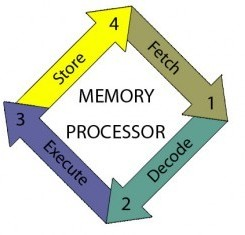 4
Fetch
Store
MEMORY
1
3
PROCESSOR
Execute
Decode
2